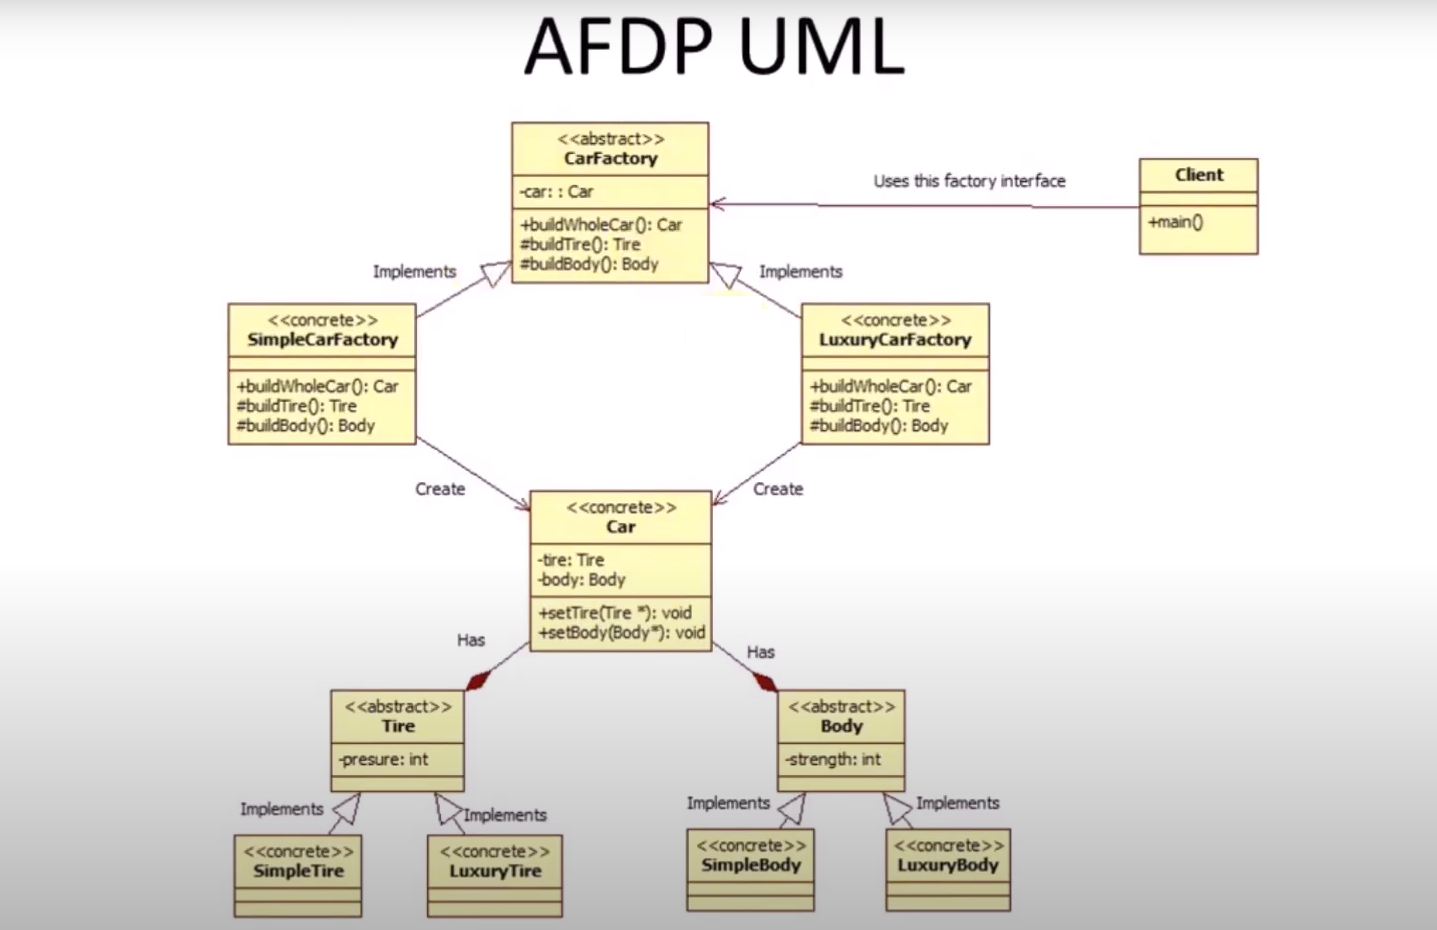 AFDP UML
<<abstract>>
CarFactory
-car: : Car
+buildWholeCar(): Car
#buildTire(): Tire
#buildBody(): Body
Uses this factory interface
Client
+main()
Implements
Implements
<<concrete>>
SimpleCarFactory
+buildWholeCar(): Car
#buildTire(): Tire
#buildBody(): Body
<<concrete>>
LuxuryCarFactory
+buildWholeCar(): Car
#buildTire(): Tire
#buildBody(): Body
Create
Create
<<concrete>>
Car
-tire: Tire
-body: Body
+setTire(Tire *): void
+setBody(Body*): void
Has
Has
<<abstract>>
Tire
-presure: int
<<abstract>>
Body
-strength: int
Implements
Implements
Implements
Implements
<<concrete>>
SimpleTire
<<concrete>>
LuxuryTire
<<concrete>>
SimpleBody
<<concrete>>
LuxuryBody